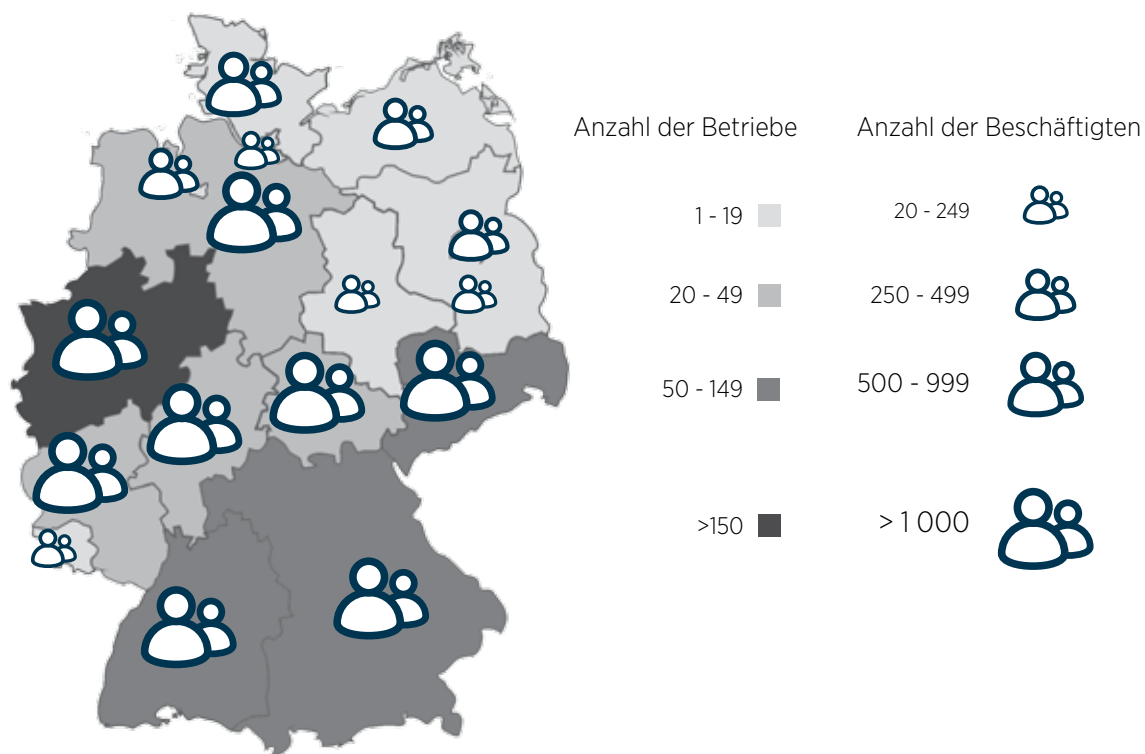 Anzahl der Betriebe
Anzahl der Beschäftigten
1 - 19
20 - 249
20 - 49
250 - 499
50 - 149
500 - 999
>150
> 1 000